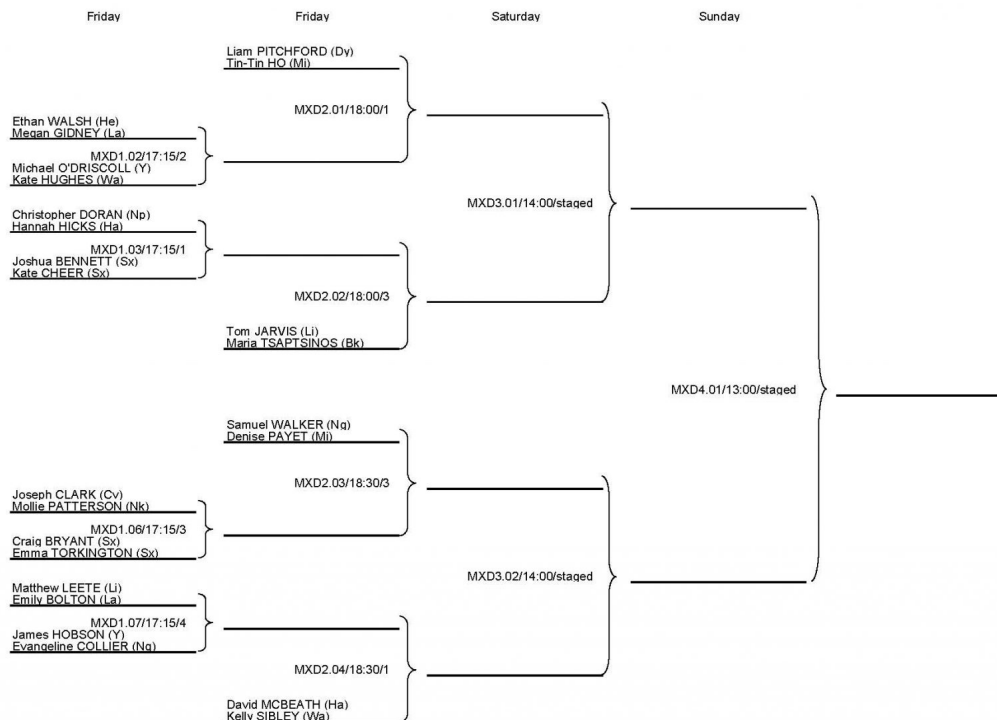 Friday
Friday
Saturday
Sunday
Liam PITCHFORD (Dy)
Tin-Tin HO (Mi)
MXD2.01/18:00/1
Ethan WALSH (He)
Megan GIDNEY (La)
MXD1.02/17:15/2
Michael O'DRISCOLL (Y)
Kate HUGHES (Wa)
MXD3.01/14:00/staged
Christopher DORAN (Np)
Hannah HICKS (Ha)
MXD1.03/17:15/1
Joshua BENNETT (Sx)
Kate CHEER (Sx)
MXD2.02/18:00/3
Tom JARVIS (Li)
Maria TSAPTSINOS (Bk)
MXD4.01/13:00/staged
Samuel WALKER (Ng)
Denise PAYET (Mi)
MXD2.03/18:30/3
Joseph CLARK (Cv)
Mollie PATTERSON (Nk)
MXD1.06/17:15/3
Craig BRYANT (Sx)
Emma TORKINGTON (Sx)
MXD3.02/14:00/staged
Matthew LEETE (Li)
Emily BOLTON (La)
MXD1.07/17:15/4
James HOBSON (Y)
Evangeline COLLIER (Ng)
MXD2.04/18:30/1
David MCBEATH (Ha)
Kelly SIBLEY (Wa)